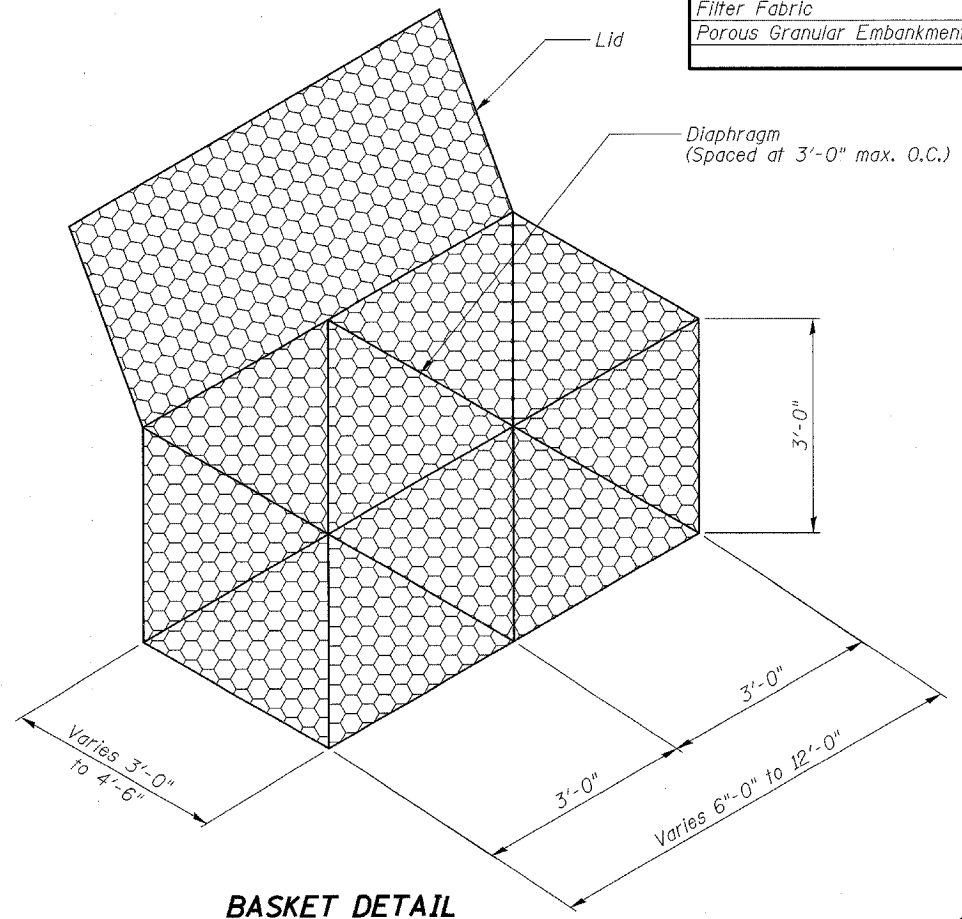 Filter Fabric
Porous Granular Embankment
Lid
Diaphragm
(Spaced at 3'-0" max. O.C.)
3'-0"
3'-0"
3'-0"
Varies 6"-0" to 12'-0"
Varies 3'-0"
to 4'-6"
BASKET DETAIL